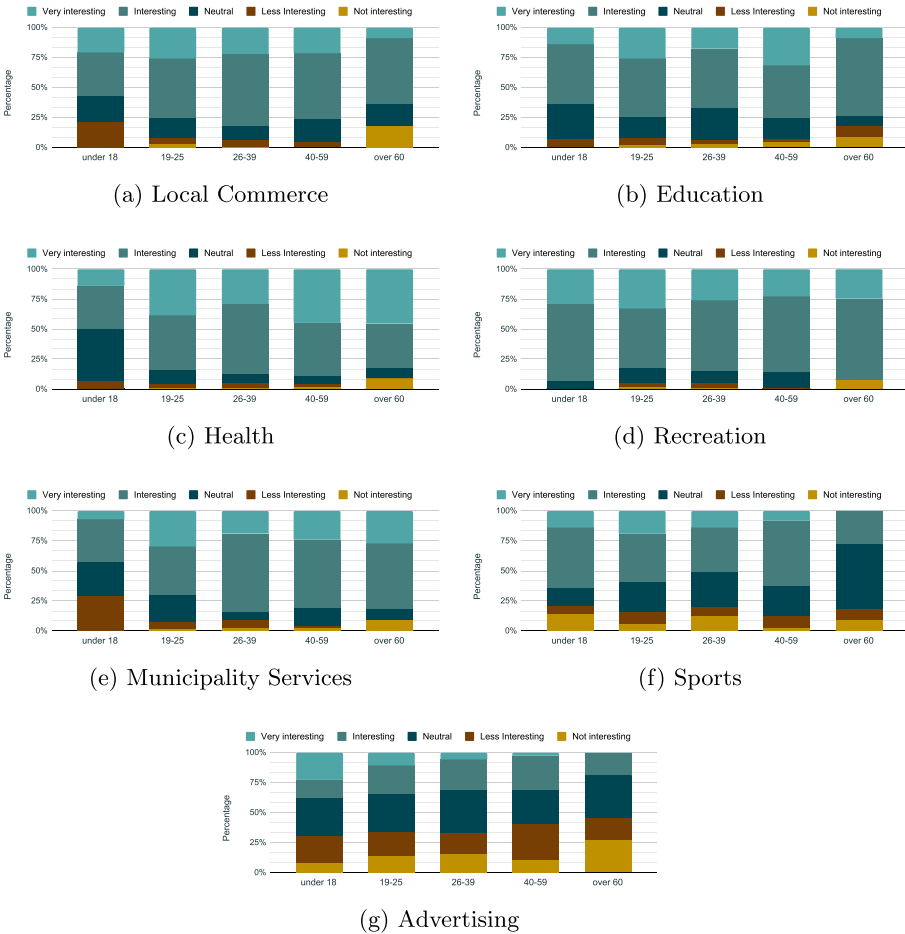 Very interesting Interesting Neutral Less Interesting Not interesting
Percentage
100%
75%
50%
25%
0%
under 18 19-25 26-39 40-59 over 60
(a) Local Commerce
Very interesting Interesting Neutral Less Interesting Not interesting
Percentage
100%
75%
50%
25%
0%
under 18 19-25 26-39 40-59 over 60
(b) Education
Very interesting Interesting Neutral Less Interesting Not interesting
Percentage
100%
75%
50%
25%
0%
under 18 19-25 26-39 40-59 over 60
(c) Health
Very interesting Interesting Neutral Less Interesting Not interesting
Percentage
100%
75%
50%
25%
0%
under 18 19-25 26-39 40-59 over 60
(d) Recreation
Very interesting Interesting Neutral Less Interesting Not interesting
Percentage
100%
75%
50%
25%
0%
under 18 19-25 26-39 40-59 over 60
(e) Municipality Services
Very interesting Interesting Neutral Less Interesting Not interesting
Percentage
100%
75%
50%
25%
0%
under 18 19-25 26-39 40-59 over 60
(f) Sports
Very interesting Interesting Neutral Less Interesting Not interesting
Percentage
100%
75%
50%
25%
0%
under 18 19-25 26-39 40-59 over 60
(g) Advertising